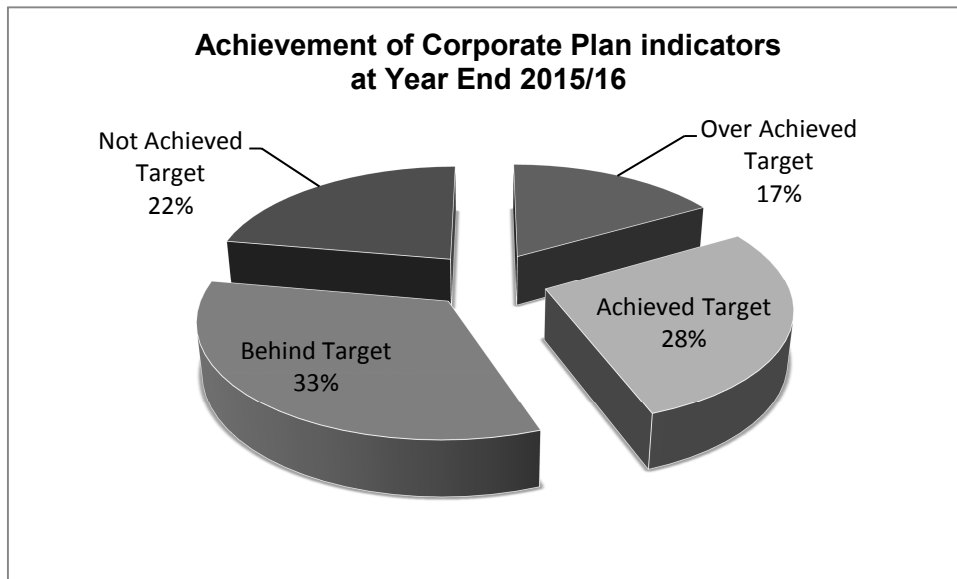 Achievement of Corporate Plan indicators
at Year End 2015/16
Not Achieved
Target
22%
Over Achieved
Target
17%
Achieved Target
28%
Behind Target
33%